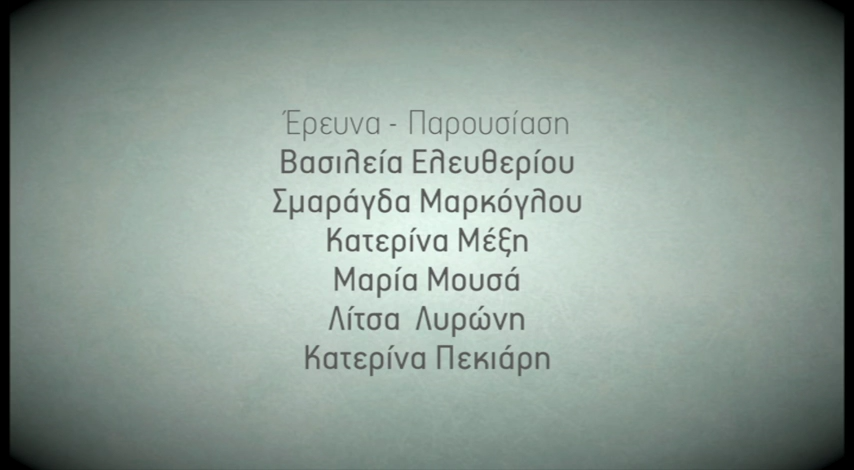 Έρευνα - Παρουσίαση
Βασιλεία Ελευθερίου
Σμαράγδα Μαρκόγλου
Κατερίνα Μέξη
Μαρία Μουσά
Λίτσα Λυρώνη
Κατερίνα Πεκιάρη